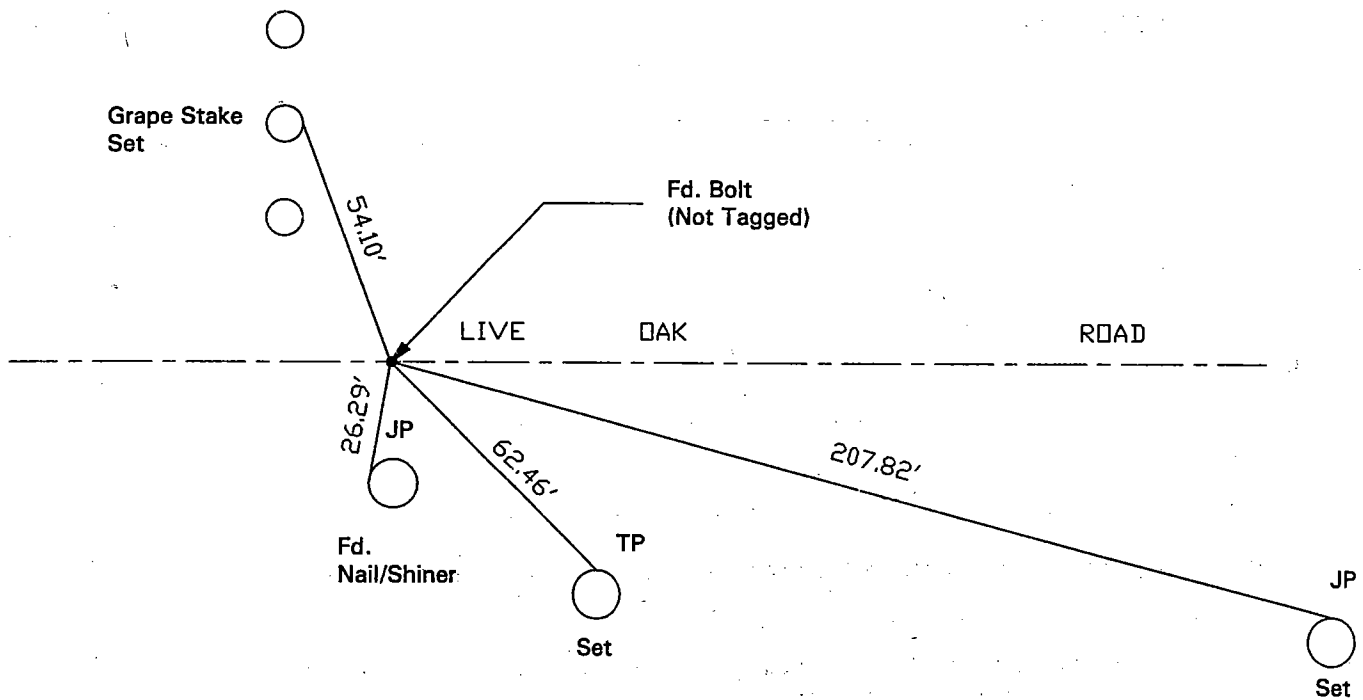 Grape Stake
Set
54.10'
Fd. Bolt
(Not Tagged)
LIVE OAK ROAD
26.29'
JP
62.46'
207.82'
Fd.
Nail/Shiner
TP
Set
JP
Set